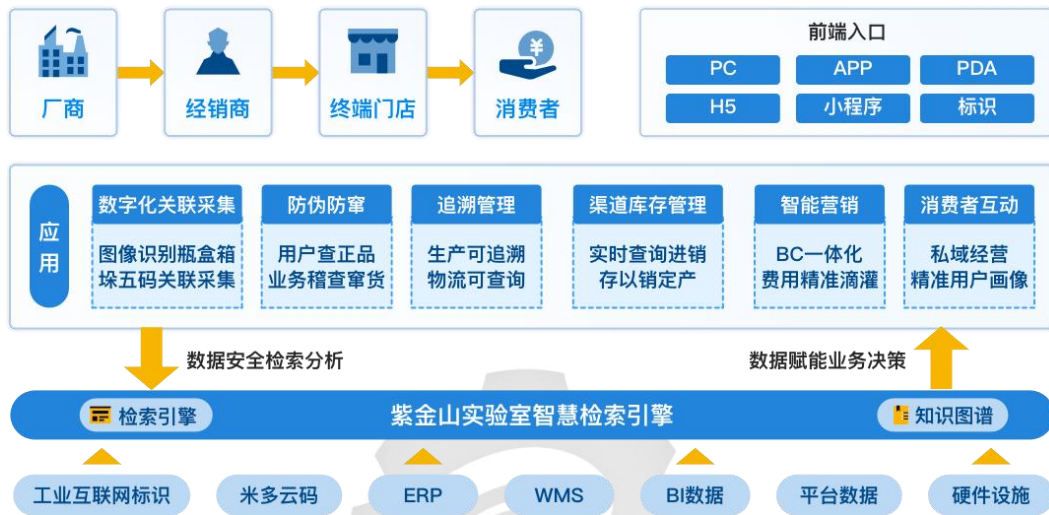 厂商
经销商
终端门店
消费者
前端入口
PC
APP
PDA
H5
小程序
标识
应用
数字化关联采集
图像识别瓶盒箱
垛五码关联采集
防伪防窜
用户查正品
业务稽查窜货
追溯管理
生产可追溯
物流可查询
渠道库存管理
实时查询进销
存以销定产
智能营销
BC一体化
费用精准滴灌
消费者互动
私域经营
精准用户画像
数据安全检索分析
数据赋能业务决策
检索引擎
紫金山实验室智慧检索引擎
知识图谱
工业互联网标识
米多云码
ERP
WMS
BI数据
平台数据
硬件设施